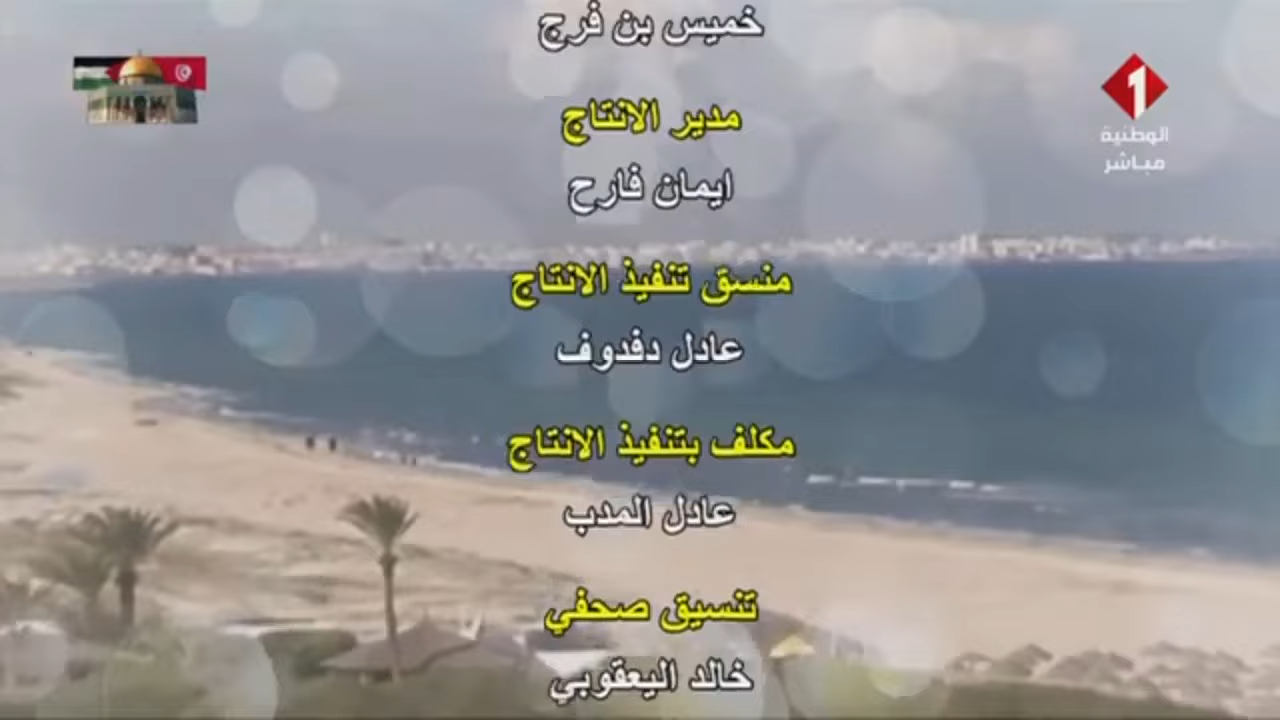 خميس بن فرج
مدير الانتاج
ايمان فارح
منسق تنفيذ الانتاج
عادل دفدوف
مكلف بتنفيذ الانتاج
عادل المدب
تنسيق صحفي
خالد اليعقوبي
1
الوطنية
مباشر